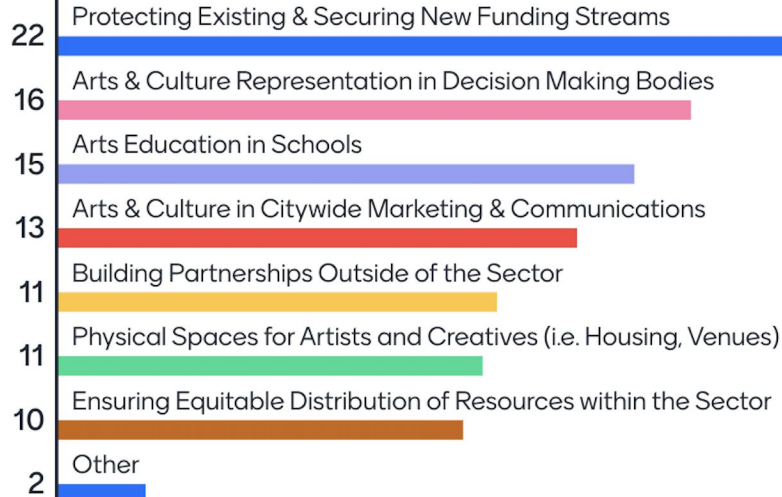 Protecting Existing & Securing New Funding Streams
22
Arts & Culture Representation in Decision Making Bodies
16
Arts Education in Schools
15
Arts & Culture in Citywide Marketing & Communications
13
Building Partnerships Outside of the Sector
11
Physical Spaces for Artists and Creatives (i.e. Housing, Venues)
11
Ensuring Equitable Distribution of Resources within the Sector
10
Other
2